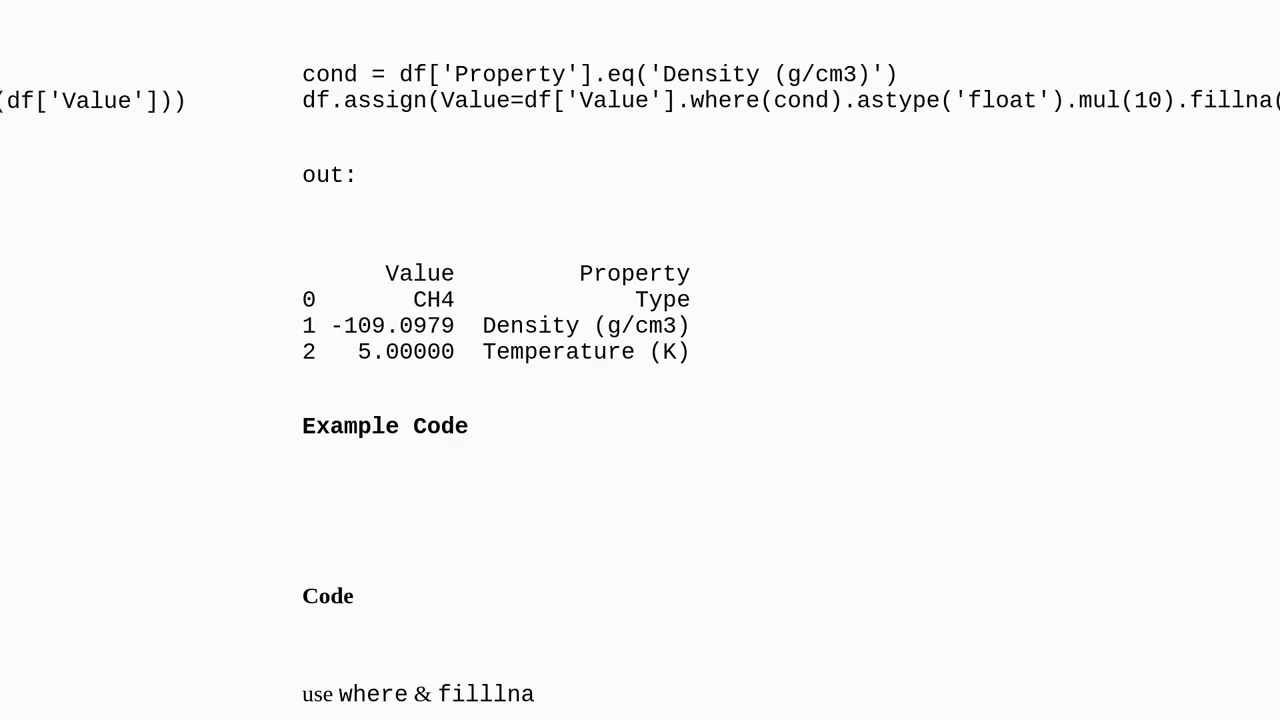 cond = df['Property'].eq('Density (g/cm3)')
(df['Value']))
df.assign(Value=df['Value'].where(cond).astype('float').mul(10).fillna(
out:
Value Property
0 CH4 Type
1 -109.0979 Density (g/cm3)
2 5.00000 Temperature (K)
Example Code
Code
use where & filllna